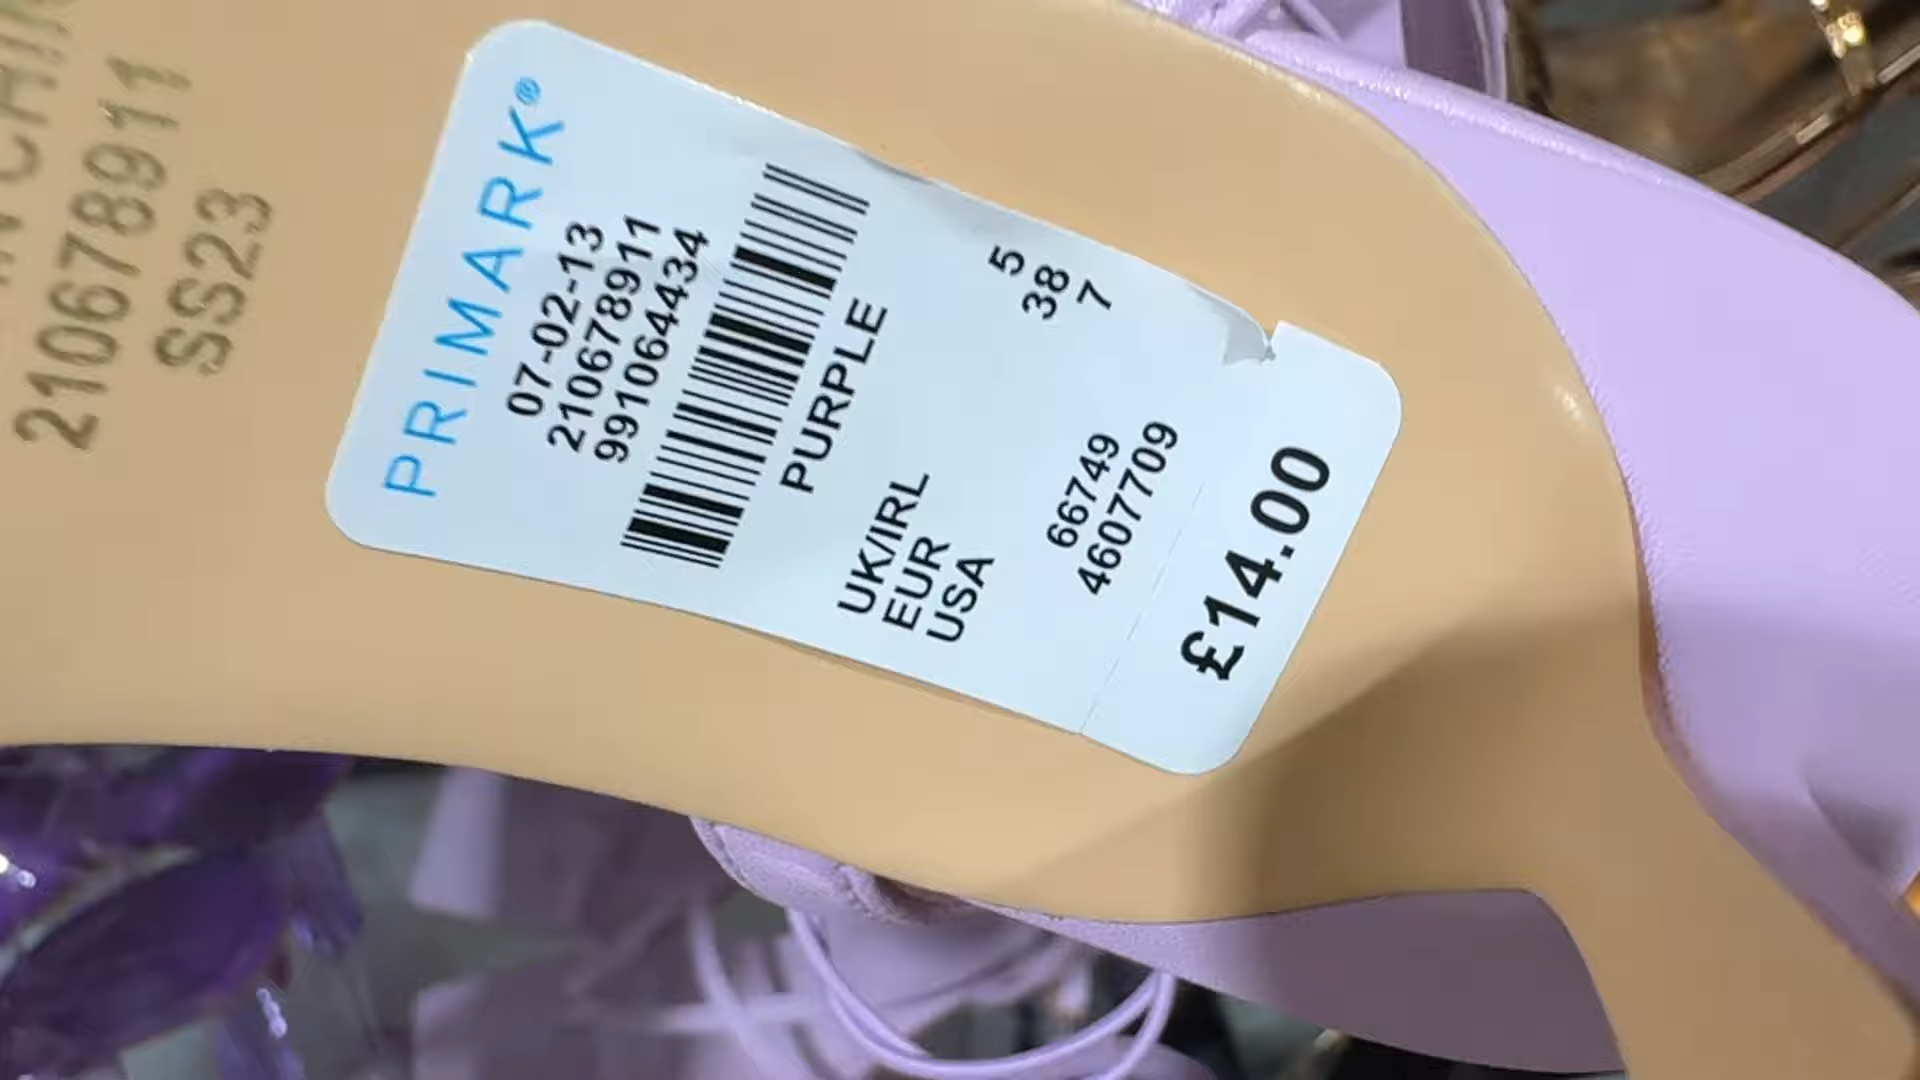 210678911
SS23
PRIMARK®
07-02-13
210678911
991064434
PURPLE
UK/IRL 5
EUR 38
USA 7
66749
4607709
£14.00